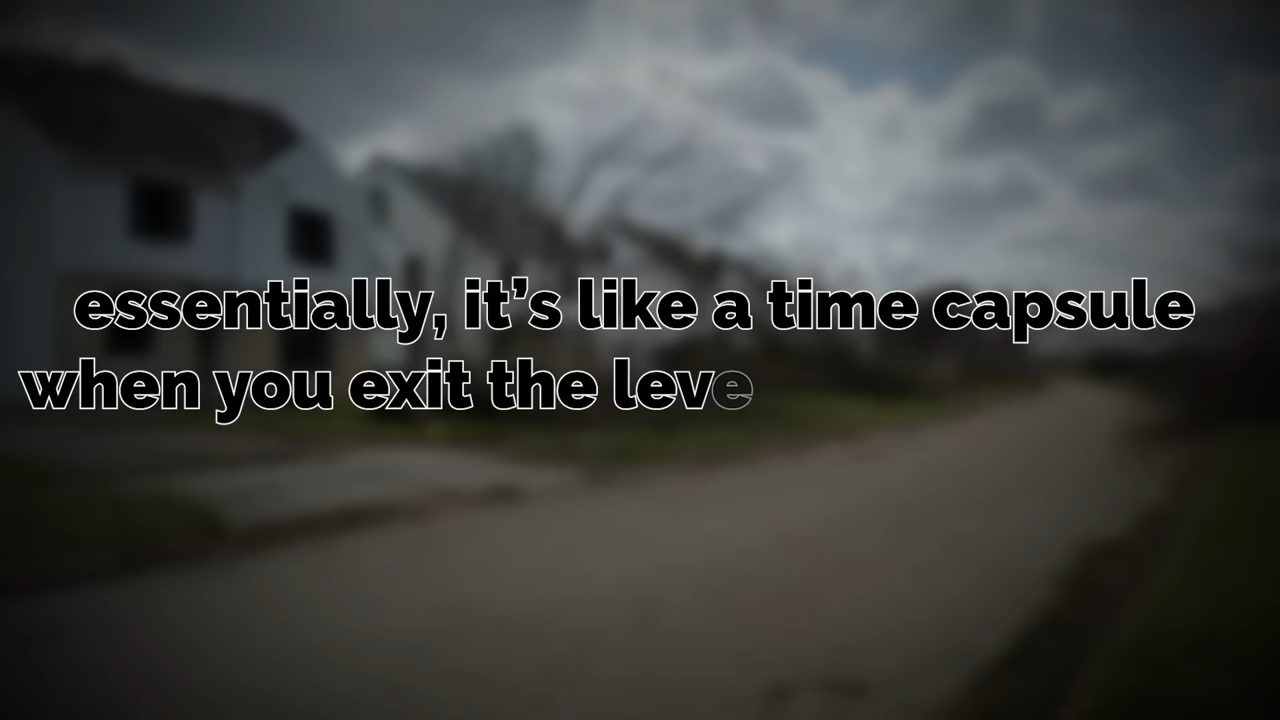 essentially, it’s like a time capsule
when you exit the leve